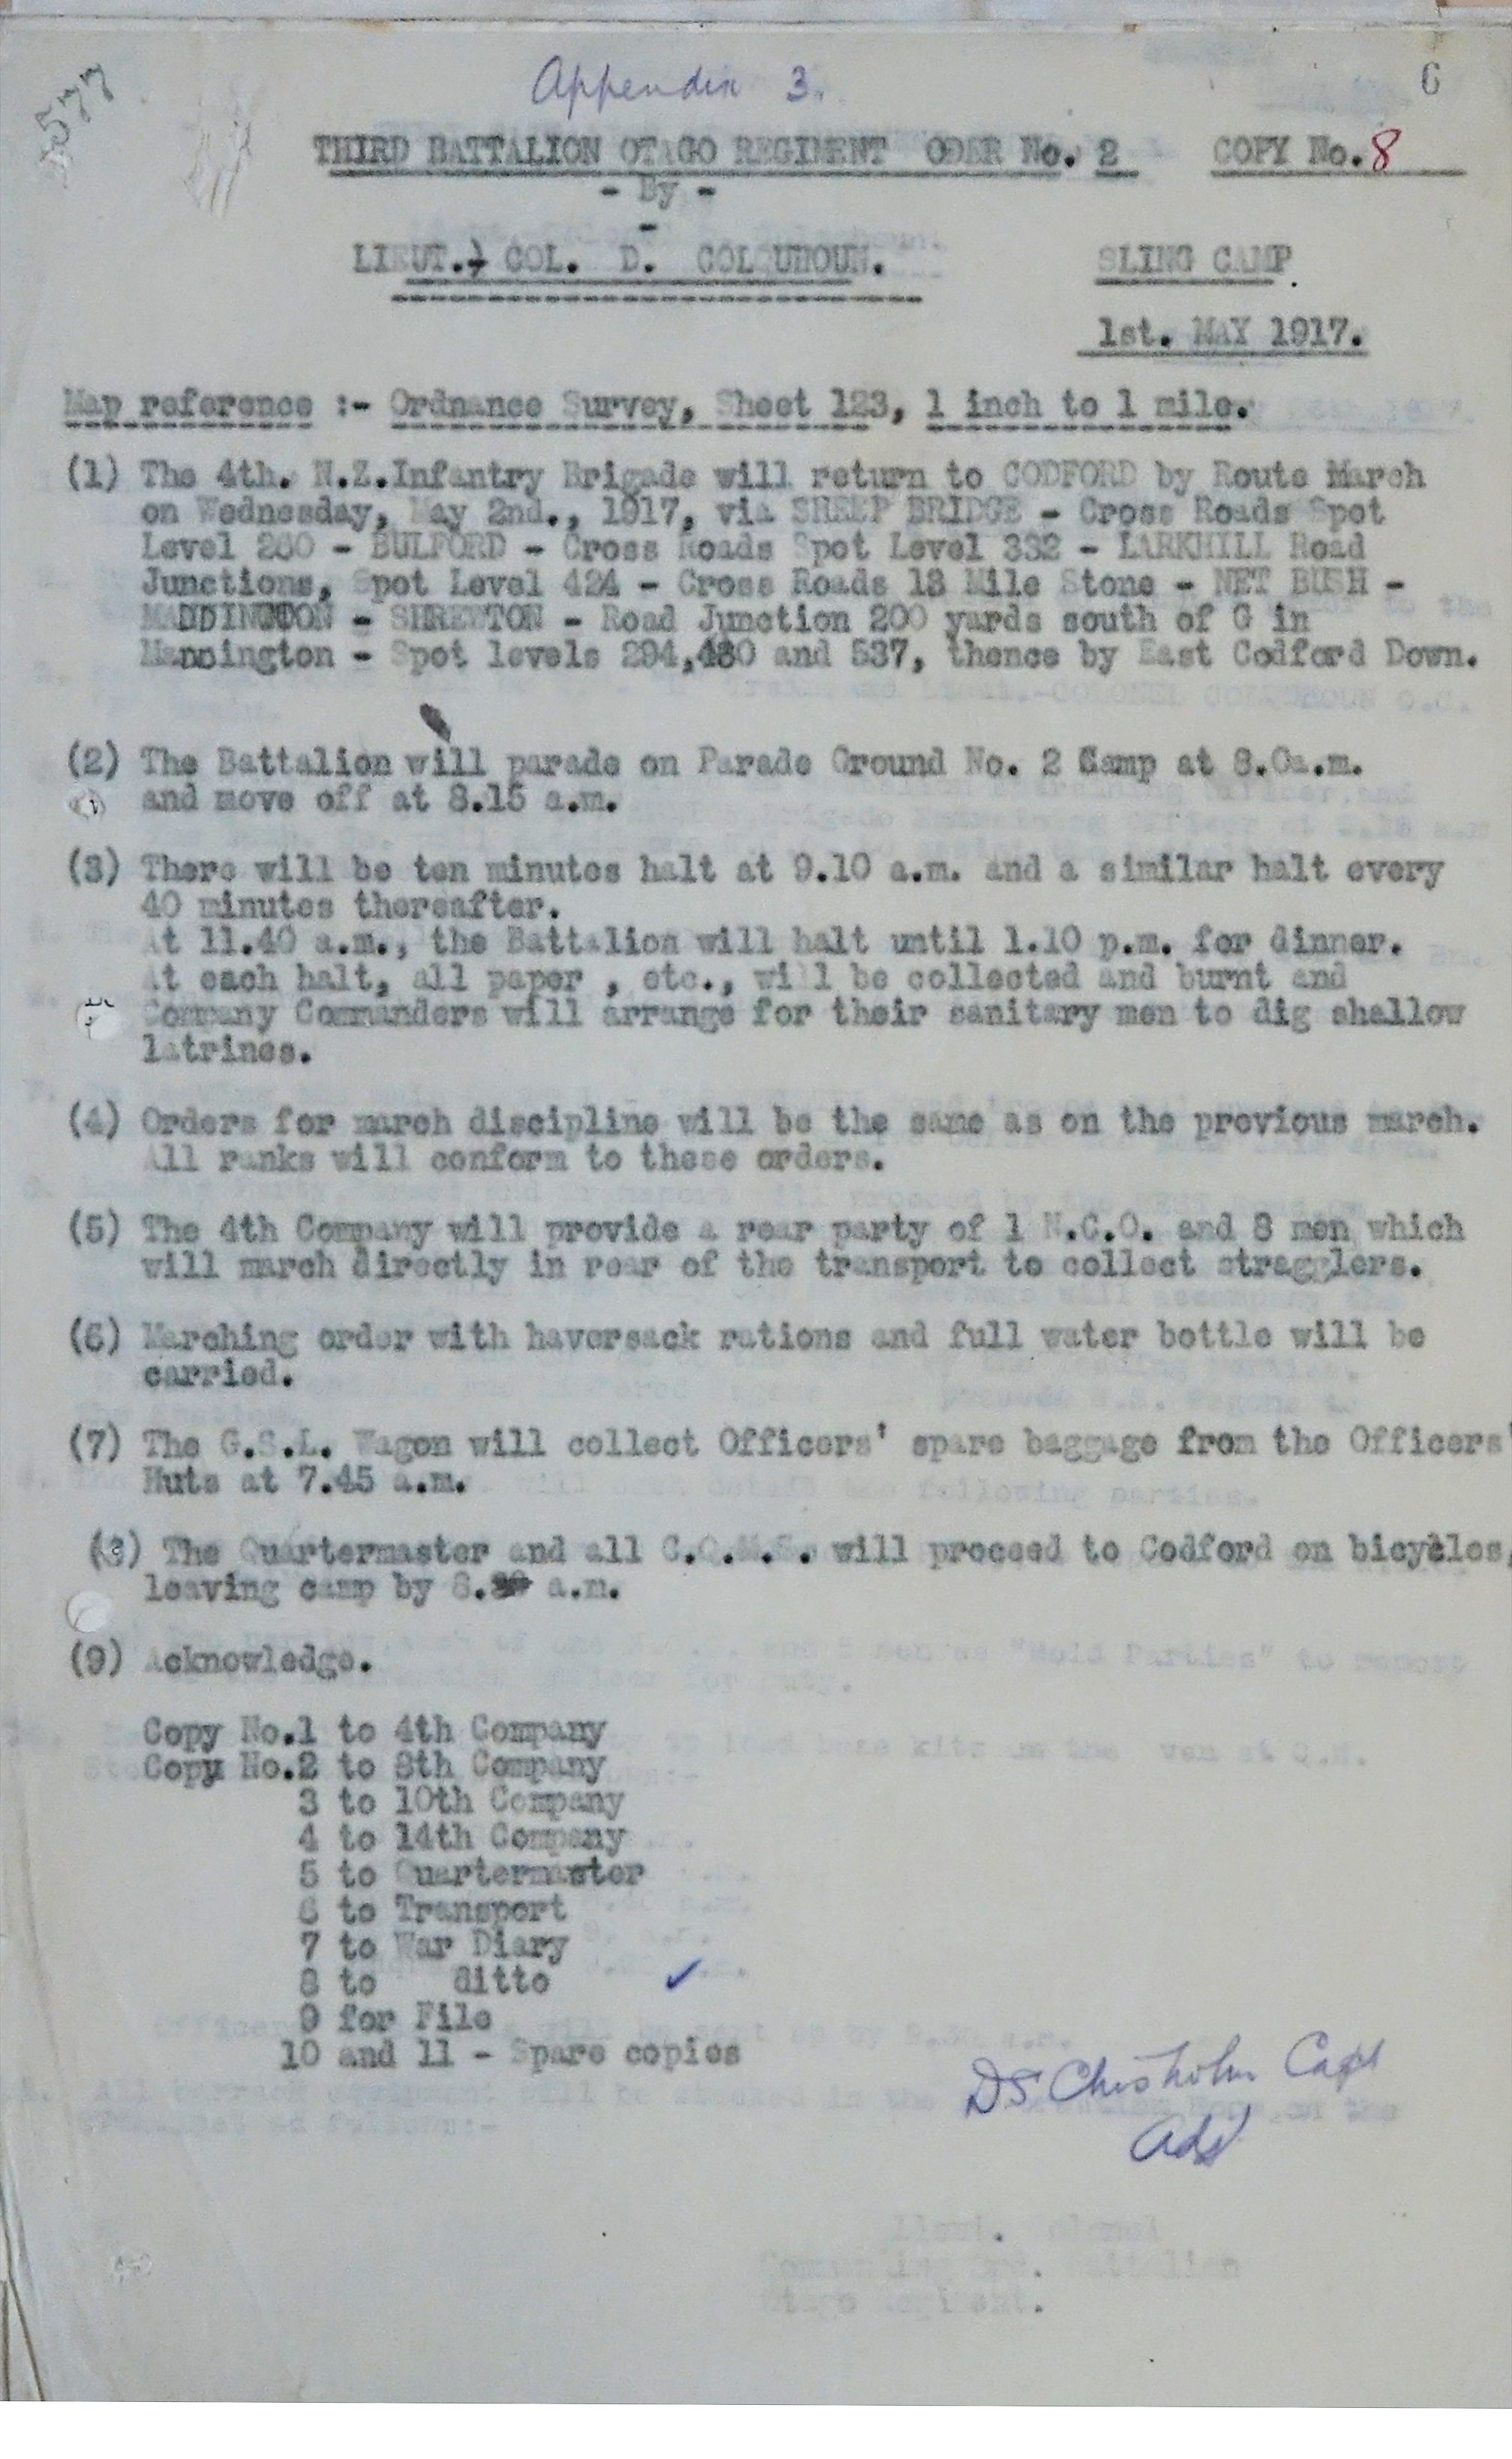 Appendix 3.
6
THIRD BATTALION OTAGO REGIMENT ODER No. 2 COPY No. 8
- By -
-
LIEUT. COL. D. COLQUHOUN. SLING CAMP.
1st. MAY 1917.
Map reference :- Ordnance Survey, Sheet 123, 1 inch to 1 mile.
(1) The 4th. N.Z.Infantry Brigade will return to CODFORD by Route March
on Wednesday, May 2nd., 1917, via SHEEP BRIDGE - Cross Roads Spot
Level 260 - BULFORD - Cross Roads Spot Level 332 - LARKHILL Road
Junctions, Spot Level 424 - Cross Roads 13 Mile Stone - NET BUSH -
MADDINGTON - SHREWTON - Road Junction 200 yards south of G in
Mannington - Spot levels 294,480 and 537, thence by East Codford Down.
(2) The Battalion will parade on Parade Ground No. 2 Camp at 8.0a.m.
and move off at 8.15 a.m.
(3) There will be ten minutes halt at 9.10 a.m. and a similar halt every
40 minutes thereafter.
At 11.40 a.m., the Battalion will halt until 1.10 p.m. for dinner.
At each halt, all paper , etc., will be collected and burnt and
Company Commanders will arrange for their sanitary men to dig shallow
latrines.
(4) Orders for march discipline will be the same as on the previous march.
All ranks will conform to these orders.
(5) The 4th Company will provide a rear party of 1 N.C.O. and 8 men which
will march directly in rear of the transport to collect stragglers.
(6) Marching order with haversack rations and full water bottle will be
carried.
(7) The G.S.L. Wagon will collect Officers' spare baggage from the Officers'
Huts at 7.45 a.m.
(8) The Quartermaster and all C.Q.M.S. will proceed to Codford on bicycles,
leaving camp by a.m.
(9) Acknowledge.
Copy No.1 to 4th Company
Copy No.2 to 8th Company
3 to 10th Company
4 to 14th Company
5 to Quartermaster
6 to Transport
7 to War Diary
8 to ditto ✓
9 for File
10 and 11 - Spare copies
DS Chisholm Capt
Adj
Lieut. Colonel
Commanding 3rd. Battalion
Otago Regiment.